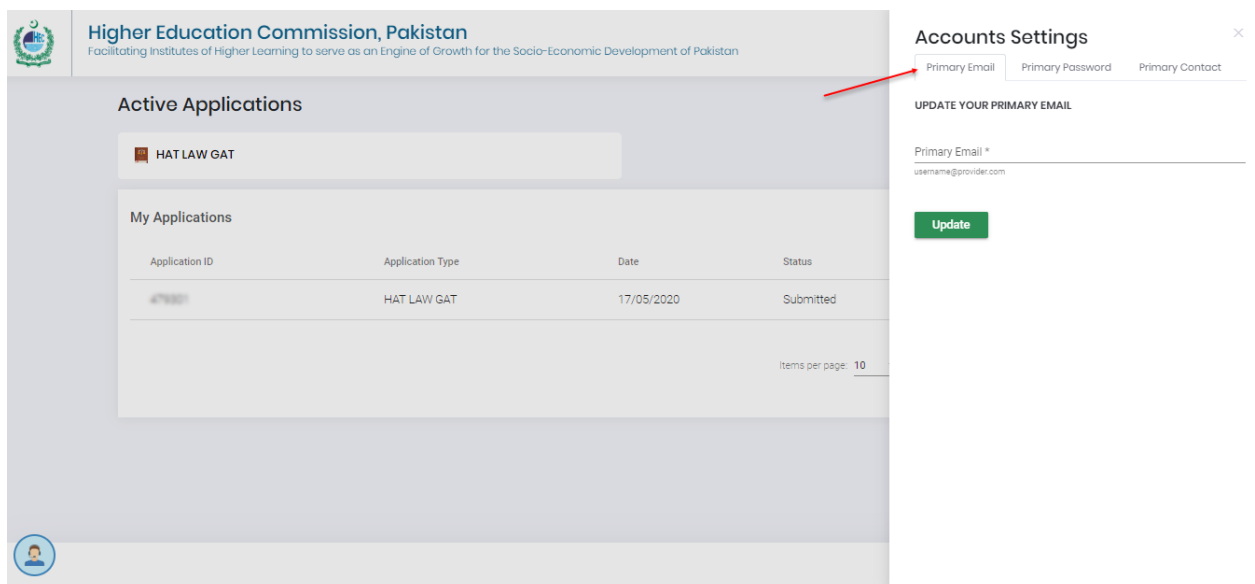 Higher Education Commission, Pakistan
Facilitating Institutes of Higher Learning to serve as an Engine of Growth for the Socio-Economic Development of Pakistan
Active Applications
HAT LAW GAT
My Applications
Application ID Application Type Date Status
HAT LAW GAT 17/05/2020 Submitted
Items per page: 10
Accounts Settings
Primary Email Primary Password Primary Contact
UPDATE YOUR PRIMARY EMAIL
Primary Email *
username@provider.com
Update